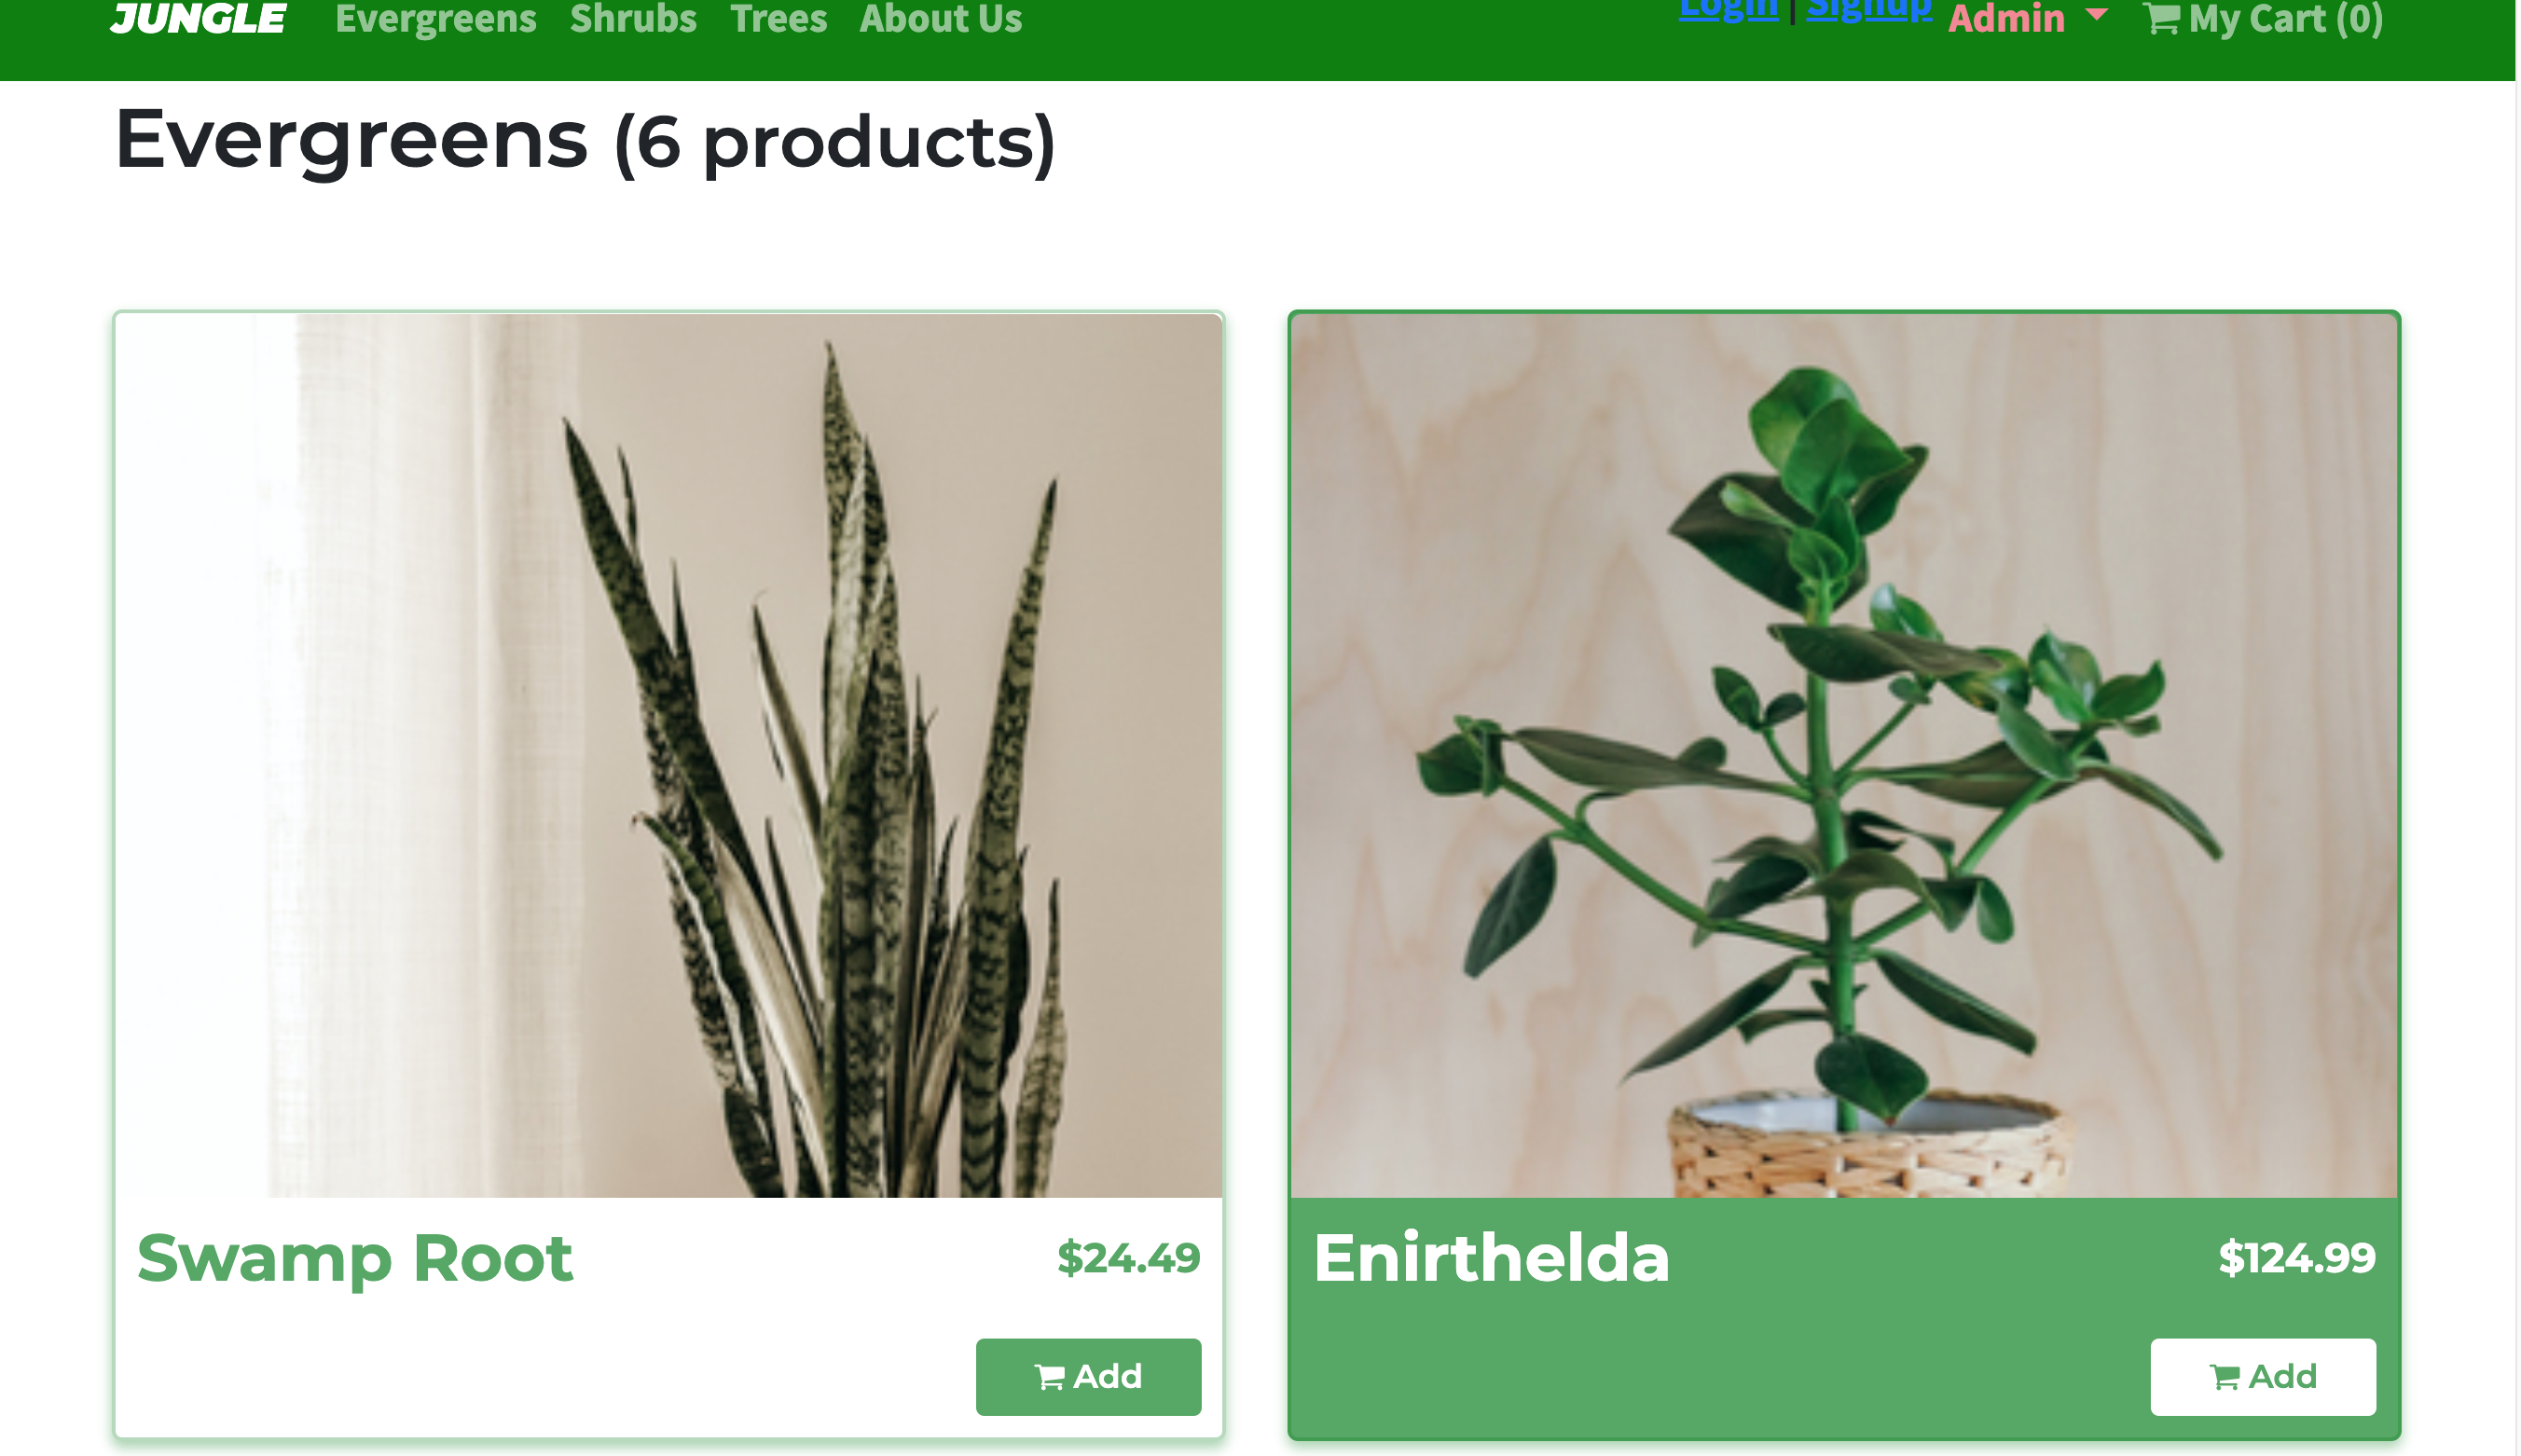 JUNGLE Evergreens Shrubs Trees About Us Login | Signup Admin My Cart (0)
Evergreens (6 products)
Swamp Root $24.49
Add
Enirthelda $124.99
Add